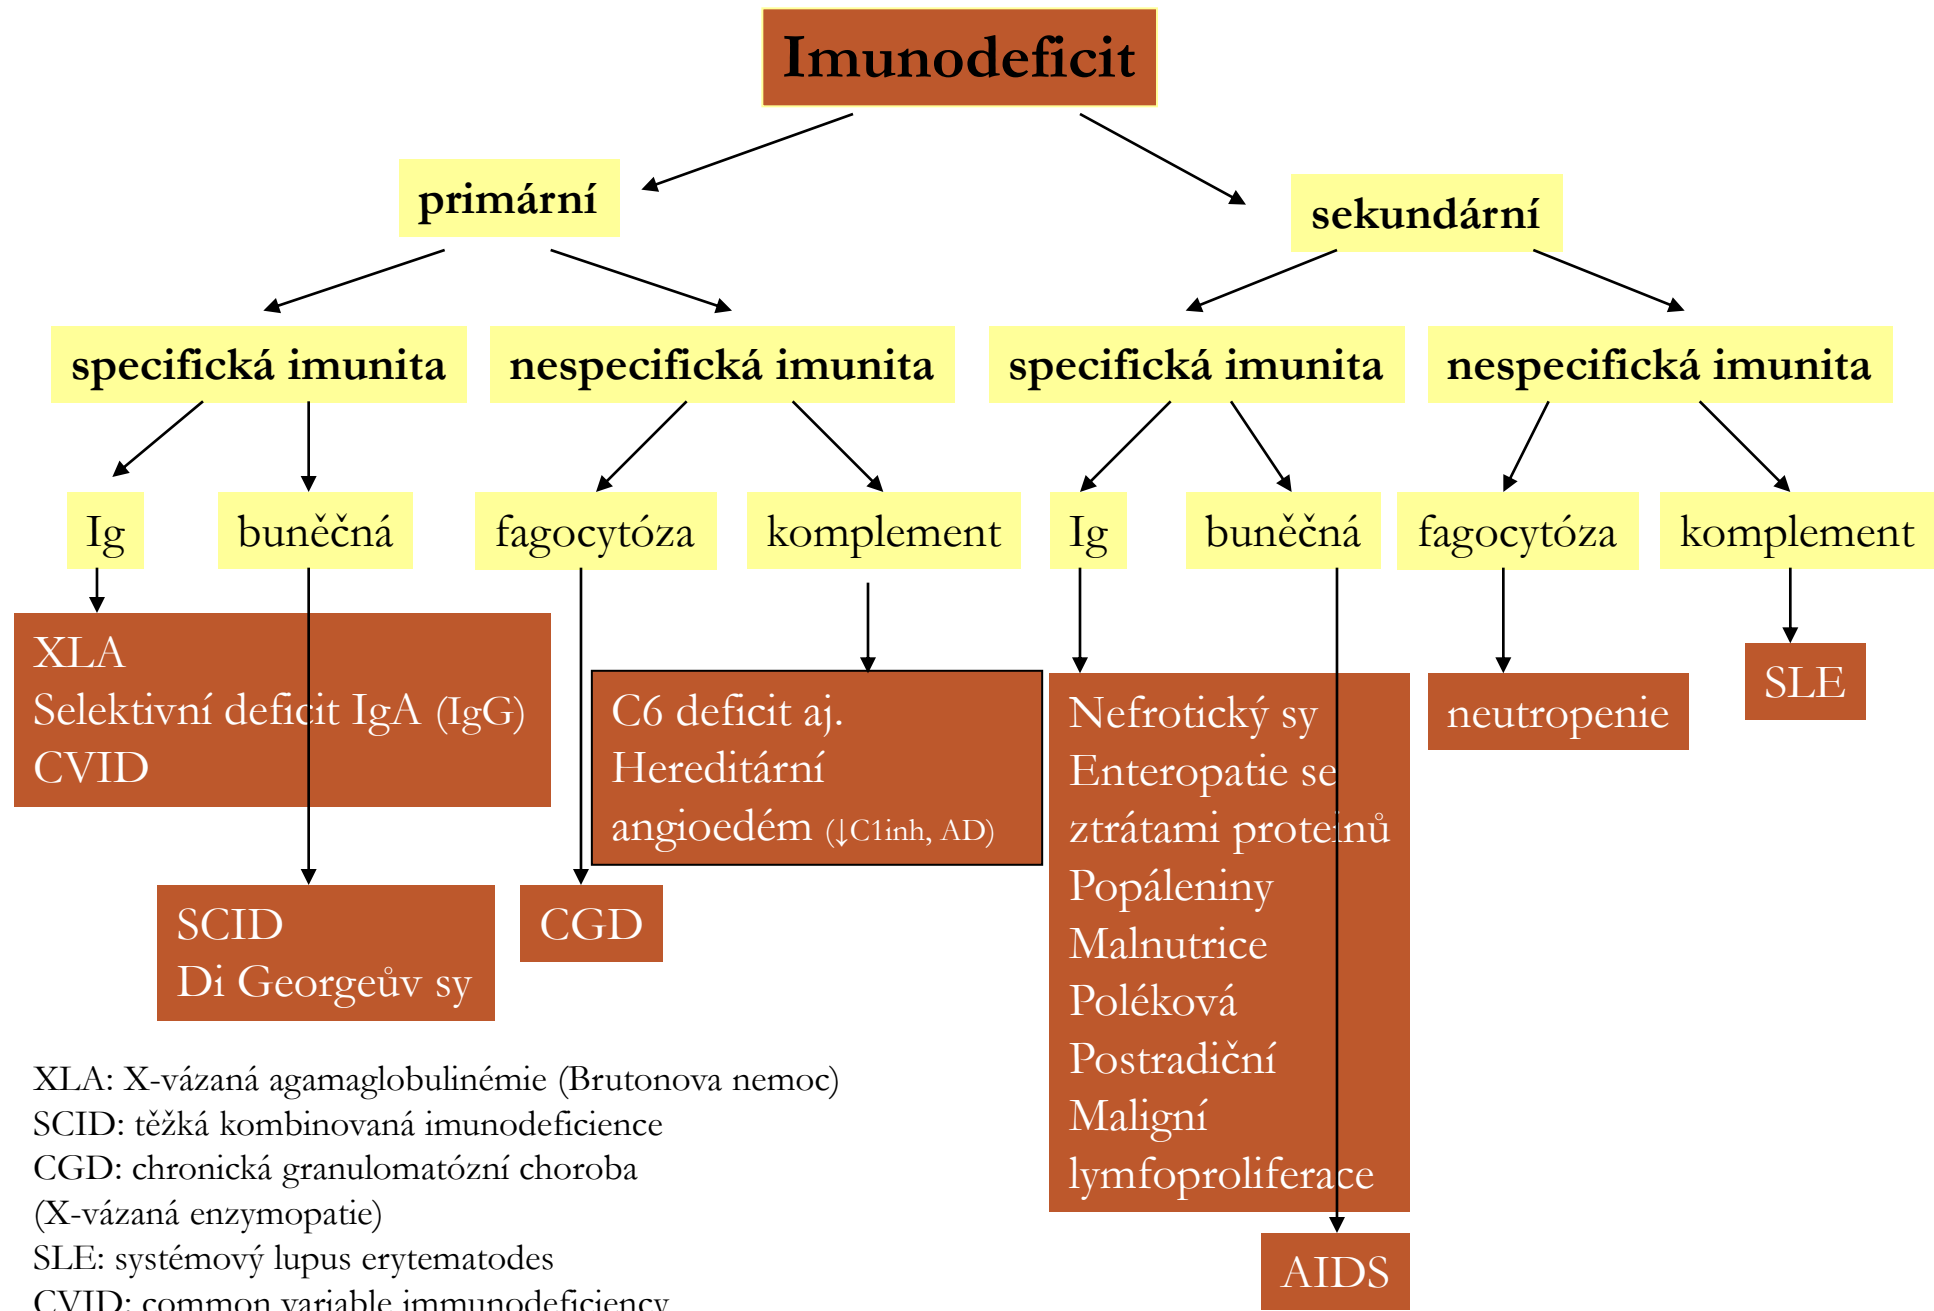 Imunodeficit
primární
sekundární
specifická imunita
nespecifická imunita
specifická imunita
nespecifická imunita
Ig
buněčná
fagocytóza
komplement
Ig
buněčná
fagocytóza
komplement
XLA
Selektivní deficit IgA (IgG)
CVID
SCID
Di Georgeův sy
CGD
C6 deficit aj.
Hereditární
angioedém (↓C1inh, AD)
Nefrotický sy
Enteropatie se
ztrátami proteinů
Popáleniny
Malnutrice
Poléková
Postradiční
Maligní
lymfoproliferace
AIDS
neutropenie
SLE
XLA: X-vázaná agamaglobulinémie (Brutonova nemoc)
SCID: těžká kombinovaná imunodeficience
CGD: chronická granulomatózní choroba
(X-vázaná enzymopatie)
SLE: systémový lupus erytematodes
CVID: common variable immunodeficiency